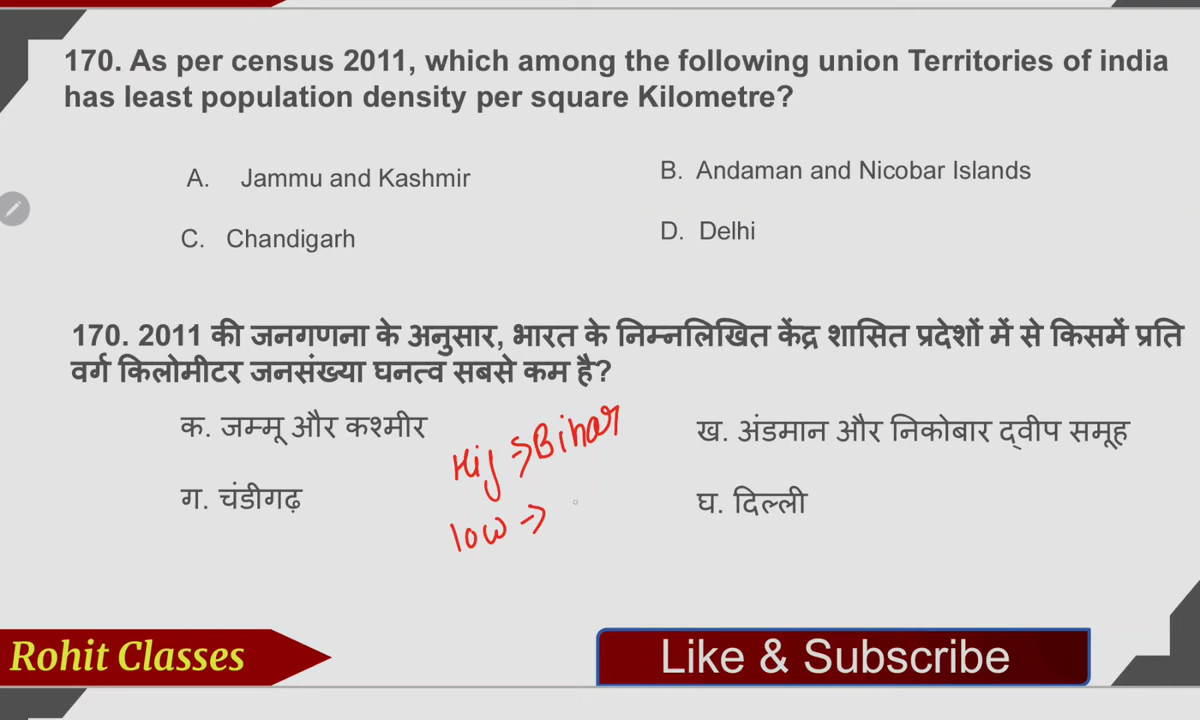 170. As per census 2011, which among the following union Territories of india
has least population density per square Kilometre?
A. Jammu and Kashmir
B. Andaman and Nicobar Islands
C. Chandigarh
D. Delhi
170. 2011 की जनगणना के अनुसार, भारत के निम्नलिखित केंद्र शासित प्रदेशों में से किसमें प्रति
वर्ग किलोमीटर जनसंख्या घनत्व सबसे कम है?
क. जम्मू और कश्मीर
ख. अंडमान और निकोबार द्वीप समूह
ग. चंडीगढ़
घ. दिल्ली
Hij → Bihar
low →
Rohit Classes
Like & Subscribe